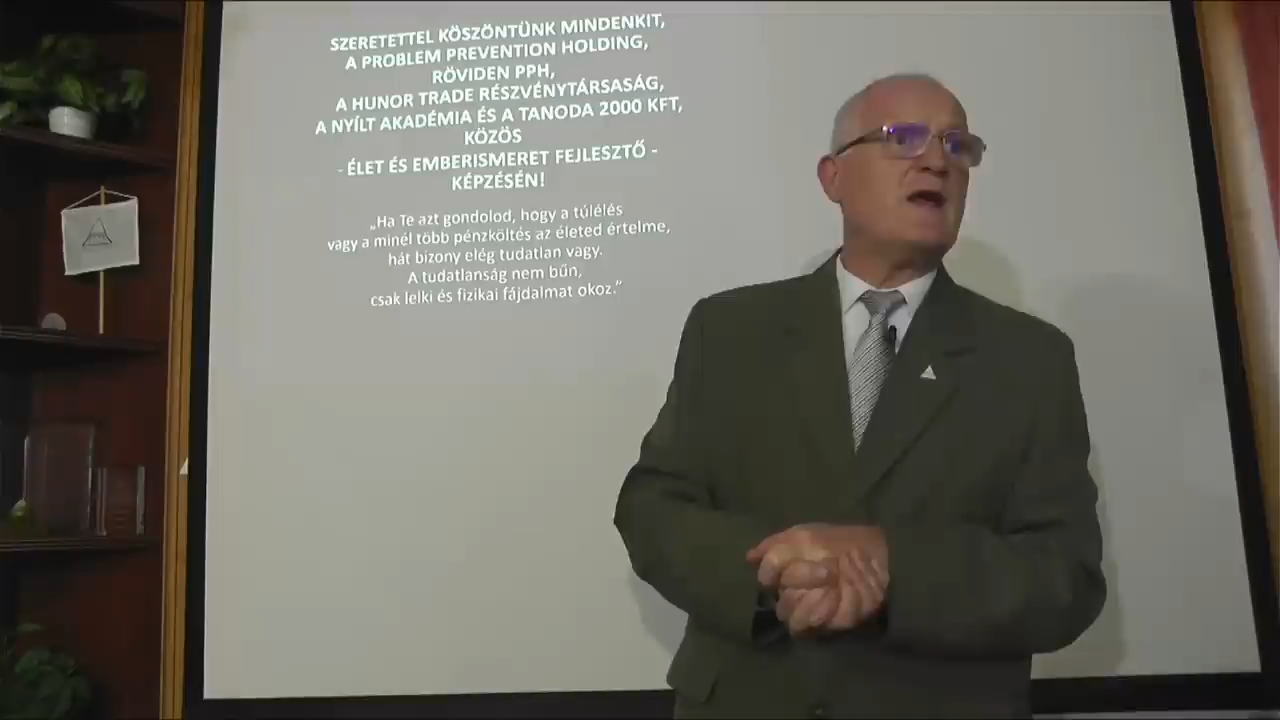 SZERETETTEL KÖSZÖNTÜNK MINDENKIT,
A PROBLEM PREVENTION HOLDING,
RÖVIDEN PPH,
A HUNOR TRADE RÉSZVÉNYTÁRSASÁG,
A NYÍLT AKADÉMIA ÉS A TANODA 2000 KFT,
KÖZÖS
- ÉLET ÉS EMBERISMERET FEJLESZTŐ -
KÉPZÉSÉN!
„Ha Te azt gondolod, hogy a túlélés
vagy a minél több pénzköltés az életed értelme,
hát bizony elég tudatlan vagy.
A tudatlanság nem bűn,
csak lelki és fizikai fájdalmat okoz.”